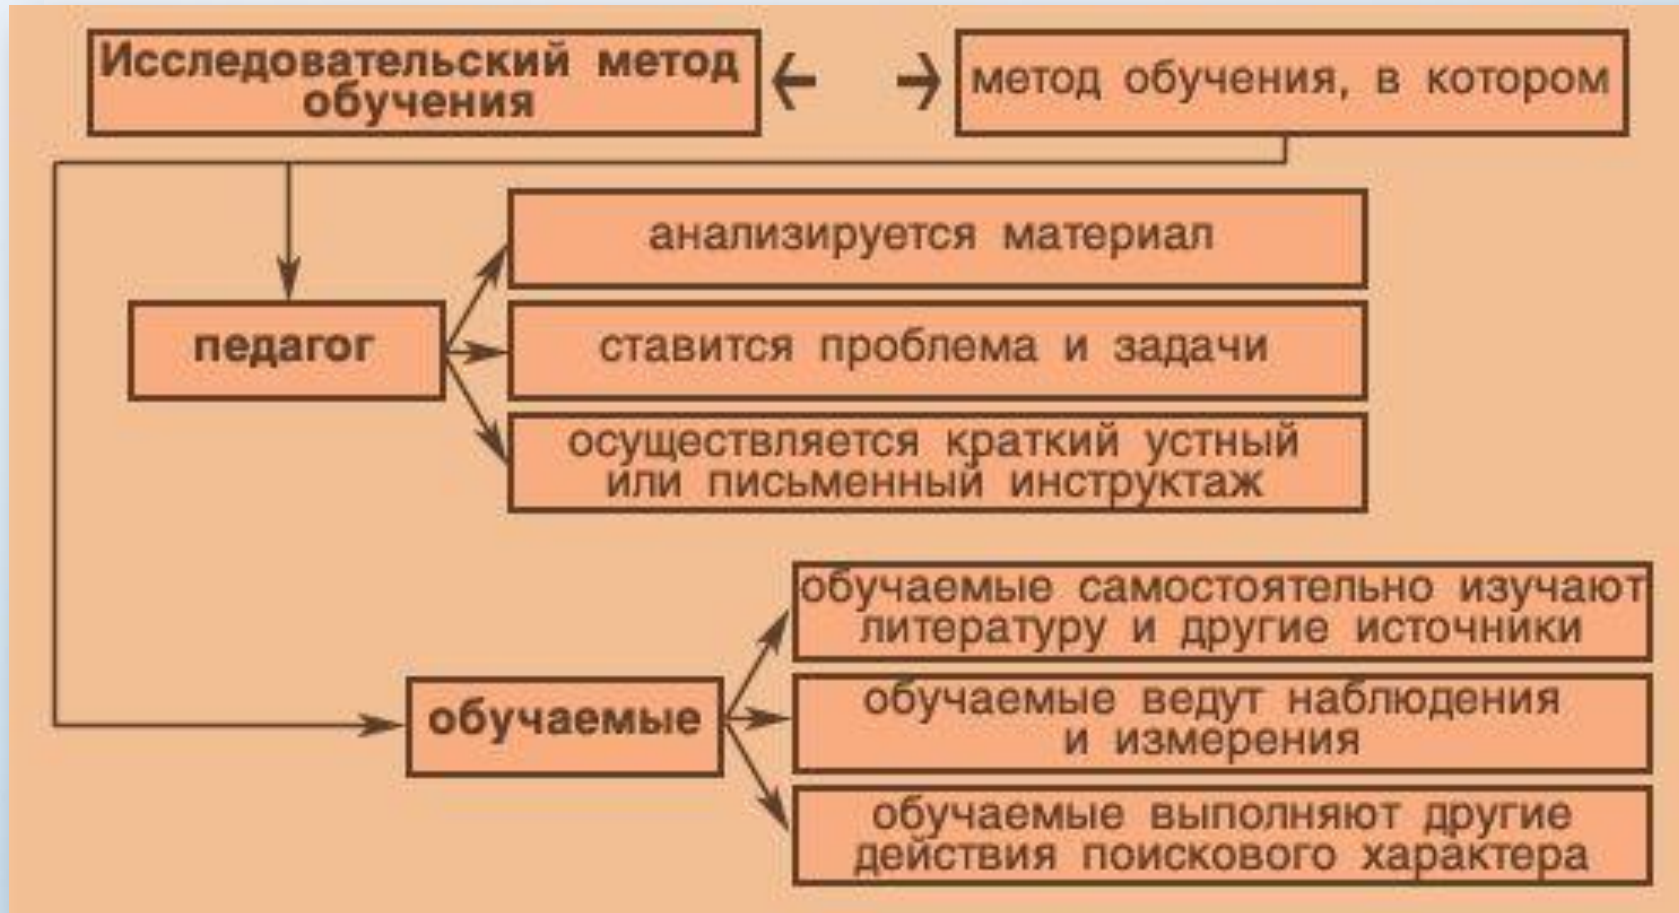 Исследовательский метод
обучения
метод обучения, в котором
анализируется материал
педагог
ставится проблема и задачи
осуществляется краткий устный
или письменный инструктаж
обучаемые самостоятельно изучают
литературу и другие источники
обучаемые
обучаемые ведут наблюдения
и измерения
обучаемые выполняют другие
действия поискового характера